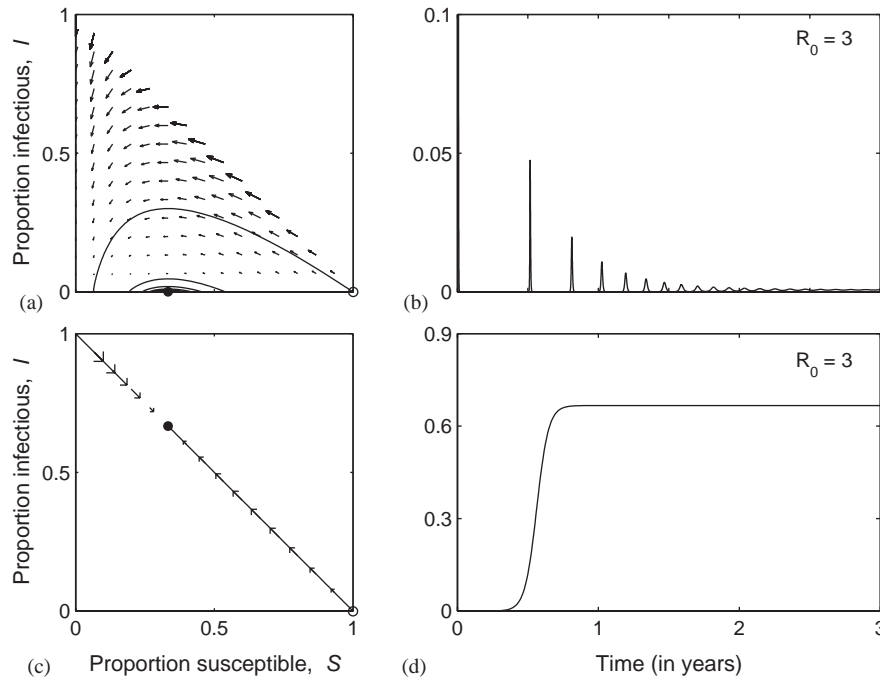 1
0.5
0
Proportion infectious, I
(a)
0.1
0.05
0
R0 = 3
(b)
1
0.5
0
Proportion infectious, I
0
0.5
1
(c)
Proportion susceptible, S
0.9
0.6
0.3
0
R0 = 3
0
1
2
3
(d)
Time (in years)